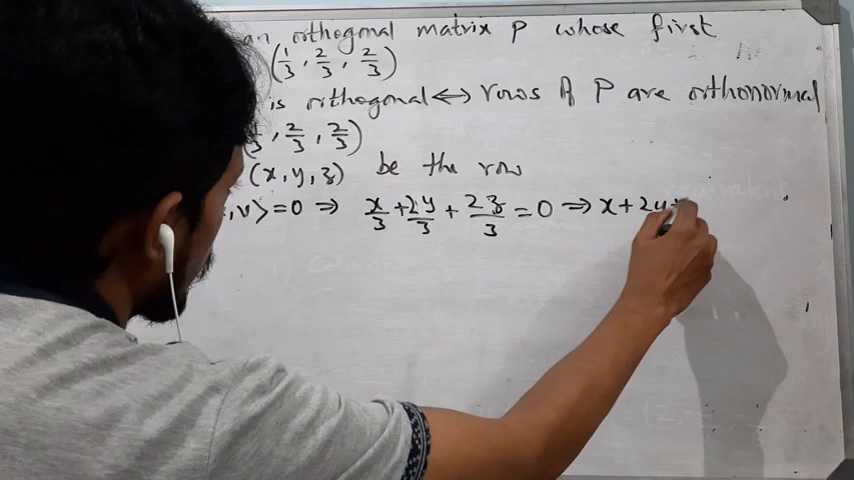 an orthogonal matrix P whose first
(1/3, 2/3, 2/3)
is orthogonal ↔ rows of P are orthonormal
, 2/3, 2/3)
(x, y, z) be the row
, v⟩ = 0 ⇒ x/3 + 2y/3 + 2z/3 = 0 ⇒ x + 2y +